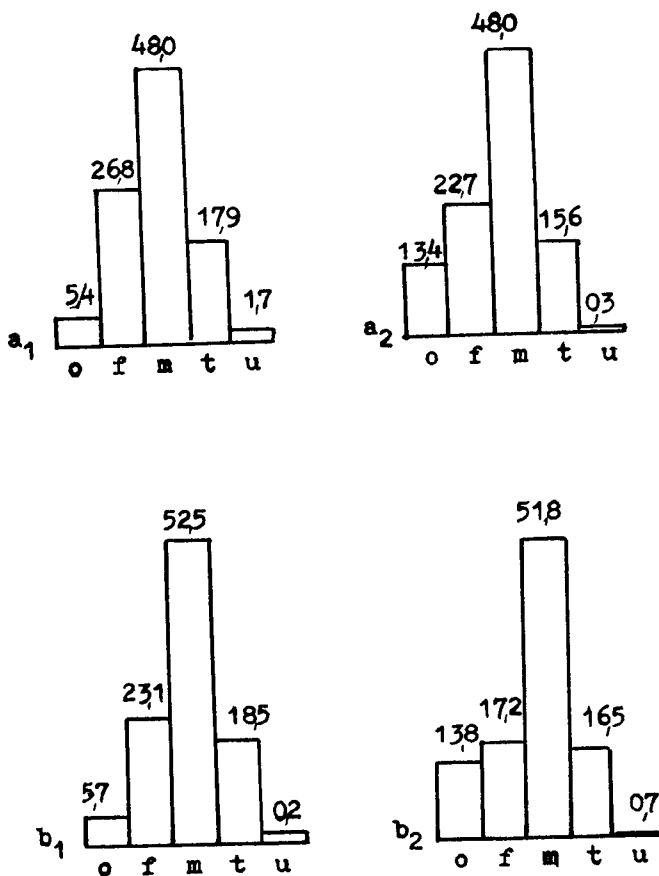 48,0
26,8
17,9
5,4
1,7
a1
o f m t u
48,0
22,7
15,6
13,4
0,3
a2
o f m t u
52,5
23,1
18,5
5,7
0,2
b1
o f m t u
51,8
17,2
16,5
13,8
0,7
b2
o f m t u